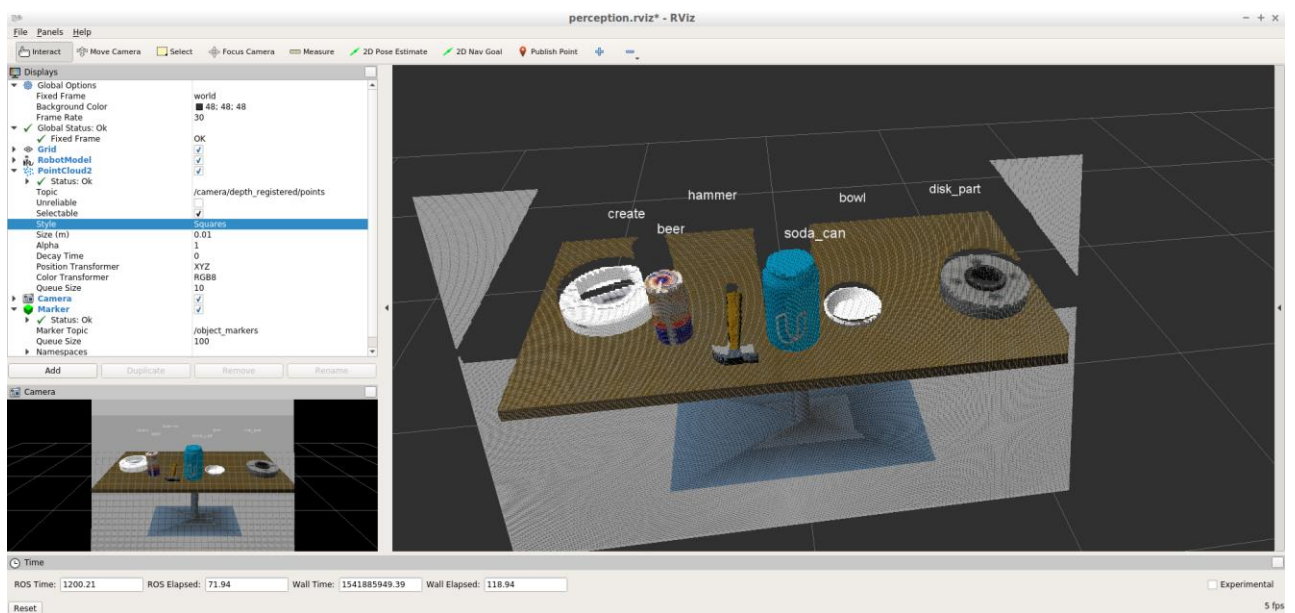 perception.rviz* - RViz
File Panels Help
Interact Move Camera Select Focus Camera Measure 2D Pose Estimate 2D Nav Goal Publish Point
Displays
Global Options
Fixed Frame world
Background Color 48; 48; 48
Frame Rate 30
Global Status: Ok
Fixed Frame OK
Grid
RobotModel
PointCloud2
Status: Ok
Topic /camera/depth_registered/points
Unreliable
Selectable
Style Squares
Size (m) 0.01
Alpha 1
Decay Time 0
Position Transformer XYZ
Color Transformer RGB8
Queue Size 10
Camera
Marker
Status: Ok
Marker Topic /object_markers
Queue Size 100
Namespaces
Add Duplicate Remove Rename
Camera
create
beer
hammer
soda_can
bowl
disk_part
Time
ROS Time: 1200.21 ROS Elapsed: 71.94 Wall Time: 1541885949.39 Wall Elapsed: 118.94 Experimental
Reset 5 fps